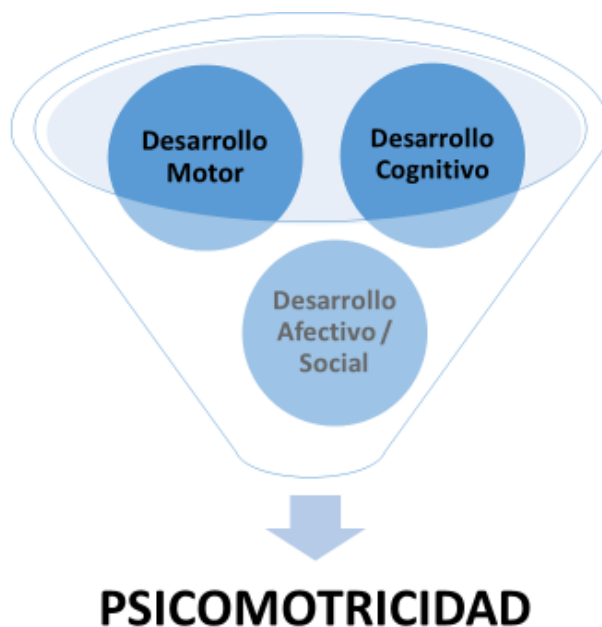 Desarrollo
Motor
Desarrollo
Cognitivo
Desarrollo
Afectivo /
Social
PSICOMOTRICIDAD